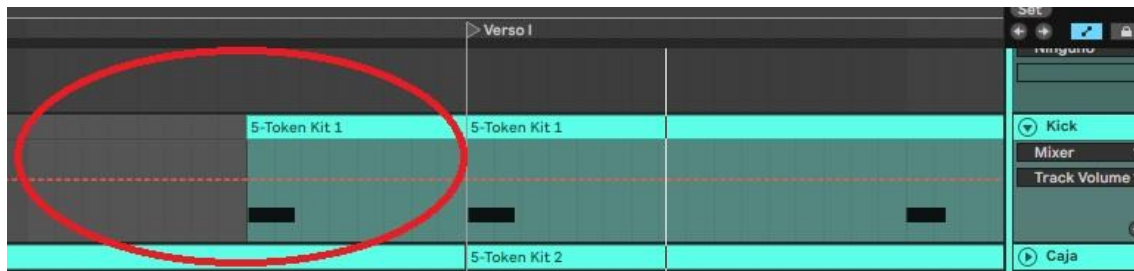 Set
Verso I
Ninguno
5-Token Kit 1
5-Token Kit 1
Kick
Mixer
Track Volume
5-Token Kit 2
Caja